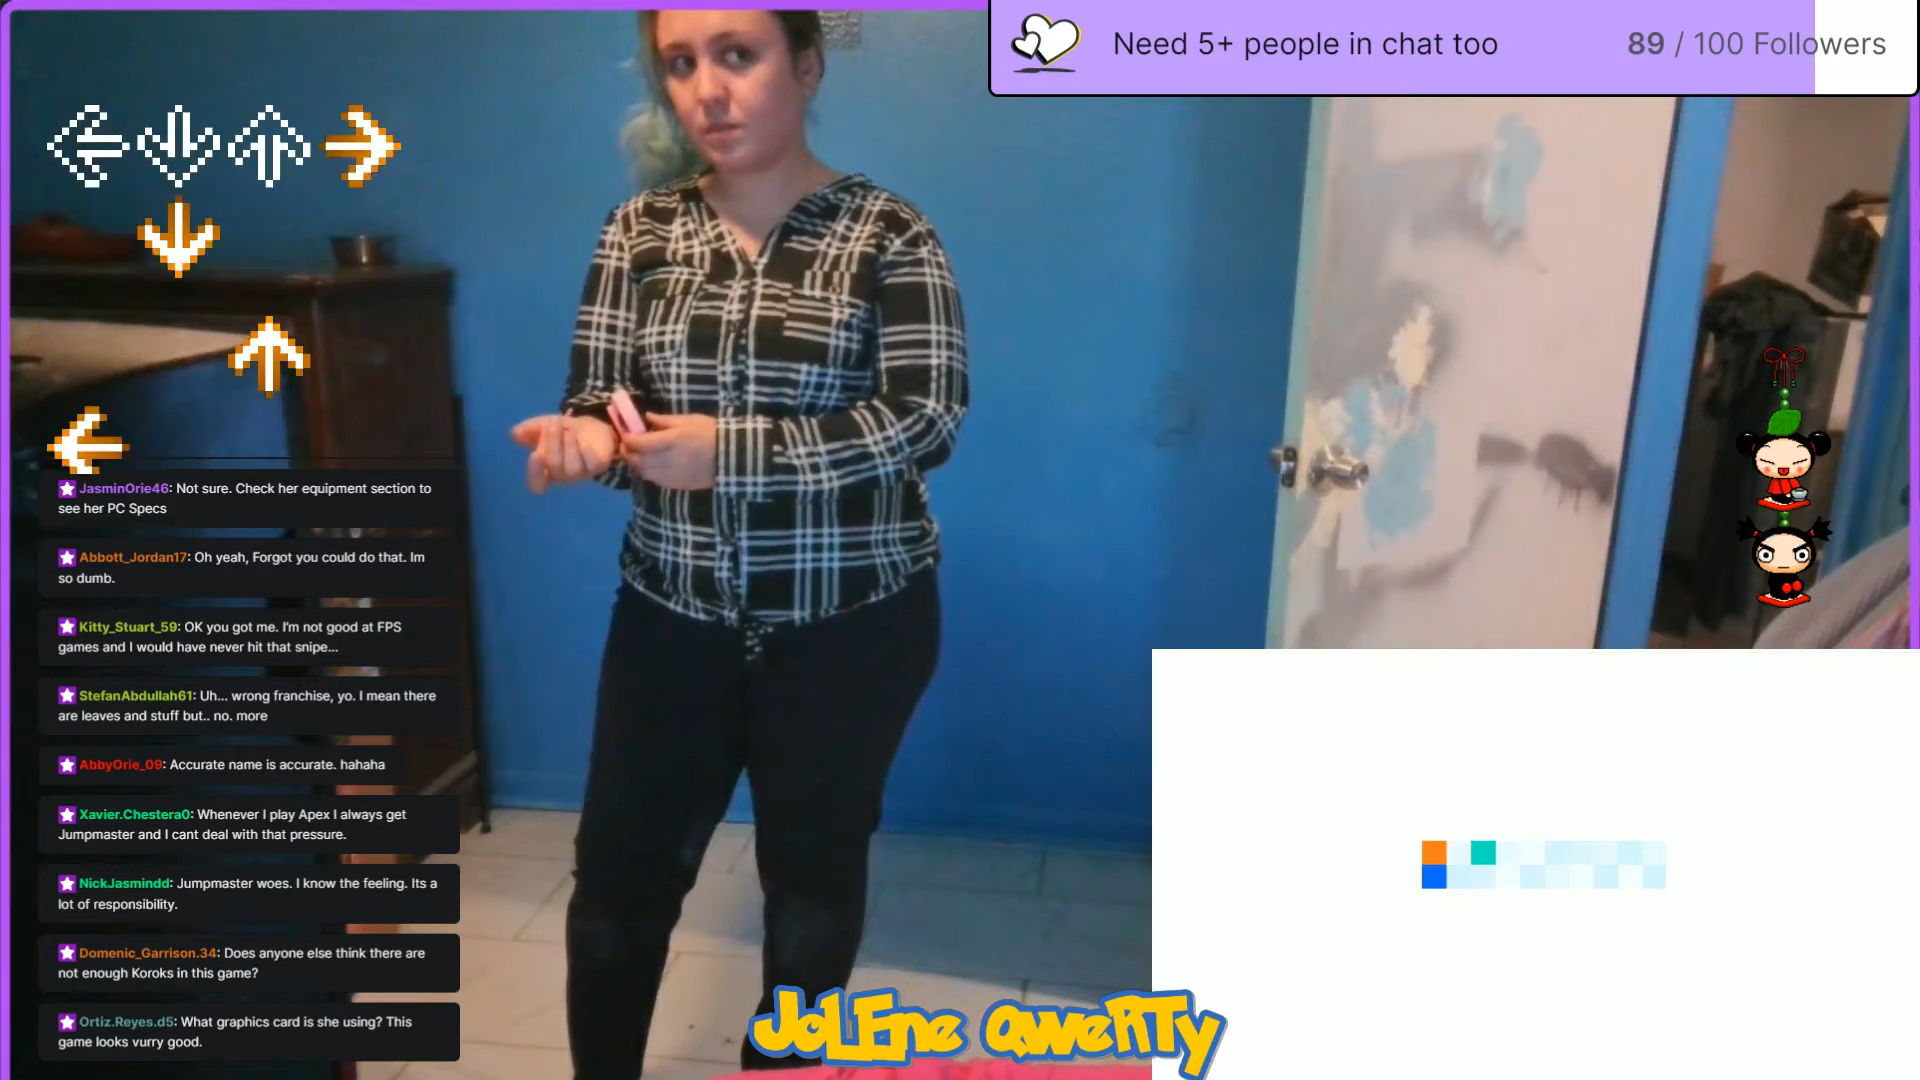 Need 5+ people in chat too
89 / 100 Followers
JasminOrie46: Not sure. Check her equipment section to
see her PC Specs
Abbott_Jordan17: Oh yeah, Forgot you could do that. Im
so dumb.
Kitty_Stuart_59: OK you got me. I'm not good at FPS
games and I would have never hit that snipe...
StefanAbdullah61: Uh... wrong franchise, yo. I mean there
are leaves and stuff but.. no. more
AbbyOrie_09: Accurate name is accurate. hahaha
Xavier.Chestera0: Whenever I play Apex I always get
Jumpmaster and I cant deal with that pressure.
NickJasmindd: Jumpmaster woes. I know the feeling. Its a
lot of responsibility.
Domenic_Garrison.34: Does anyone else think there are
not enough Koroks in this game?
Ortiz.Reyes.d5: What graphics card is she using? This
game looks vurry good.
JoLEne QweRTy